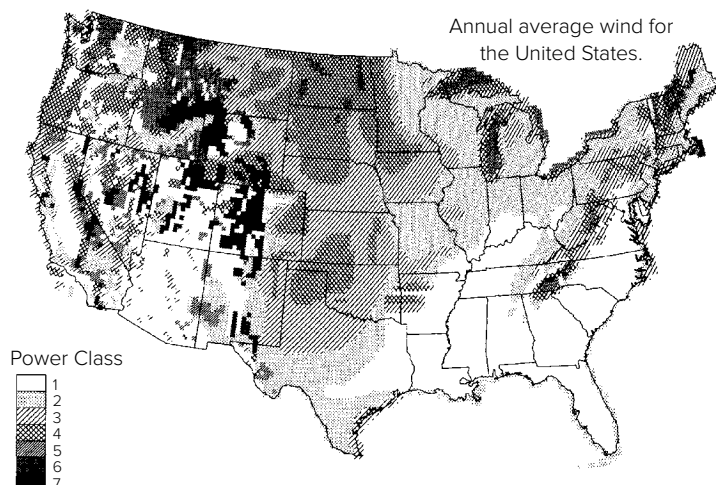 Annual average wind for
the United States.
Power Class
1
2
3
4
5
6
7